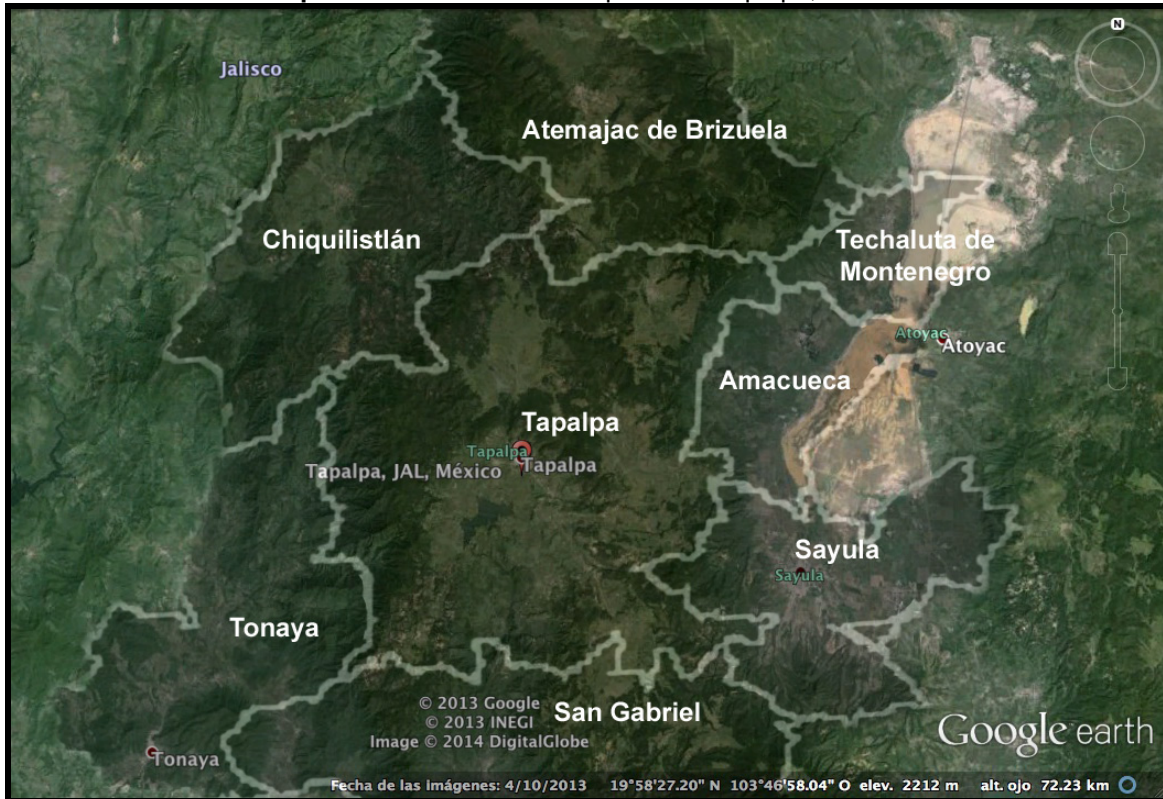 N
Jalisco
Atemajac de Brizuela
Chiquilistlán
Techaluta de
Montenegro
Atoyac
Atoyac
Amacueca
Tapalpa
Tapalpa
Tapalpa, JAL, México
Tapalpa
Sayula
Sayula
Tonaya
© 2013 Google
© 2013 INEGI
Image © 2014 DigitalGlobe
San Gabriel
Google earth
Tonaya
Fecha de las imágenes: 4/10/2013 19°58'27.20" N 103°46'58.04" O elev. 2212 m alt. ojo 72.23 km